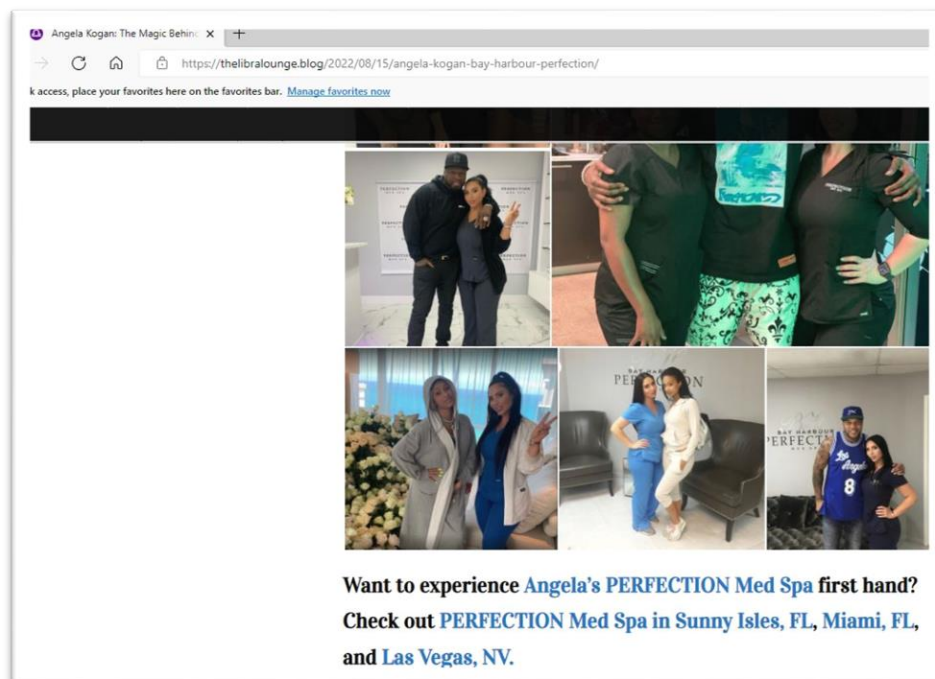 Angela Kogan: The Magic Behind
https://thelibralounge.blog/2022/08/15/angela-kogan-bay-harbour-perfection/
k access, place your favorites here on the favorites bar. Manage favorites now
PERFECTION
BAY HARBOUR
PERFECT
Los
Angel
8
Want to experience Angela's PERFECTION Med Spa first hand?
Check out PERFECTION Med Spa in Sunny Isles, FL, Miami, FL,
and Las Vegas, NV.